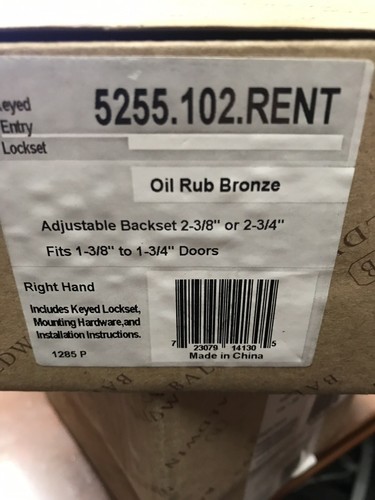 Keyed
Entry
Lockset
5255.102.RENT
Oil Rub Bronze
Adjustable Backset 2-3/8" or 2-3/4"
Fits 1-3/8" to 1-3/4" Doors
Right Hand
Includes Keyed Lockset,
Mounting Hardware,and
Installation Instructions.
1285 P
7 23079 14130 5
Made in China